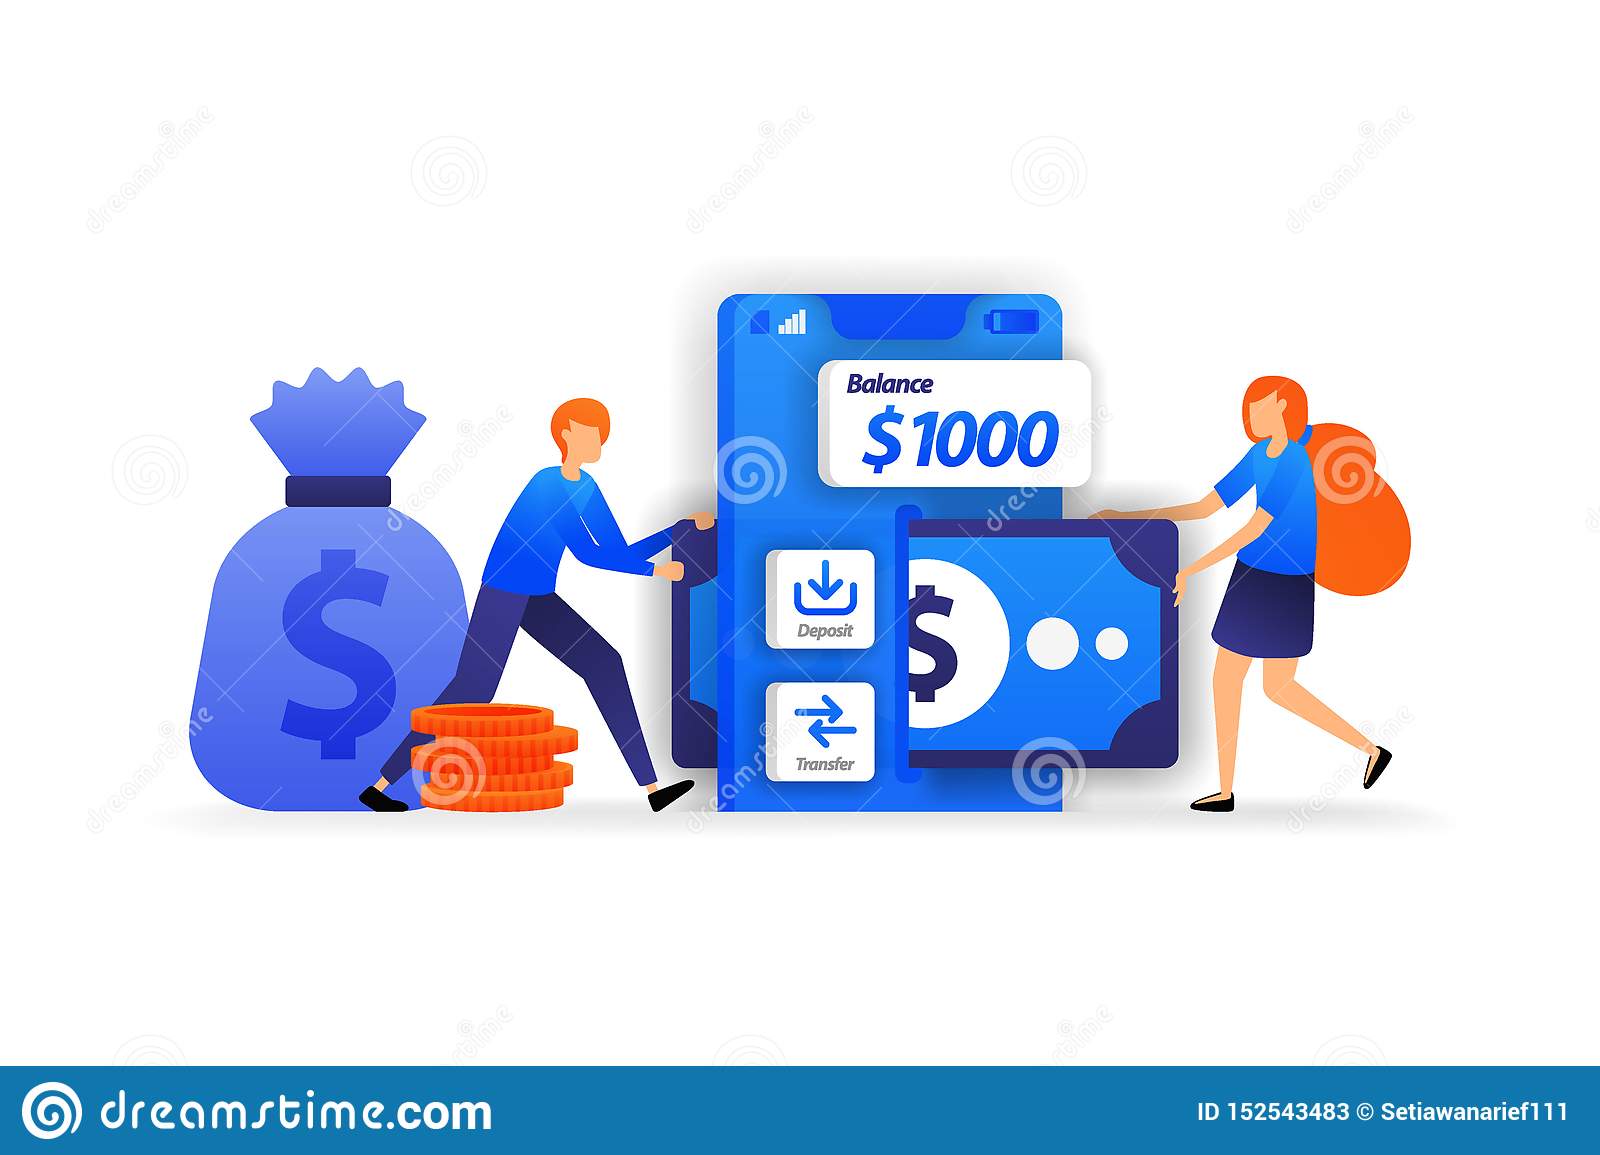 Balance
$1000
Deposit
Transfer
dreamstime.com
ID 152543483 © Setiawanarief111